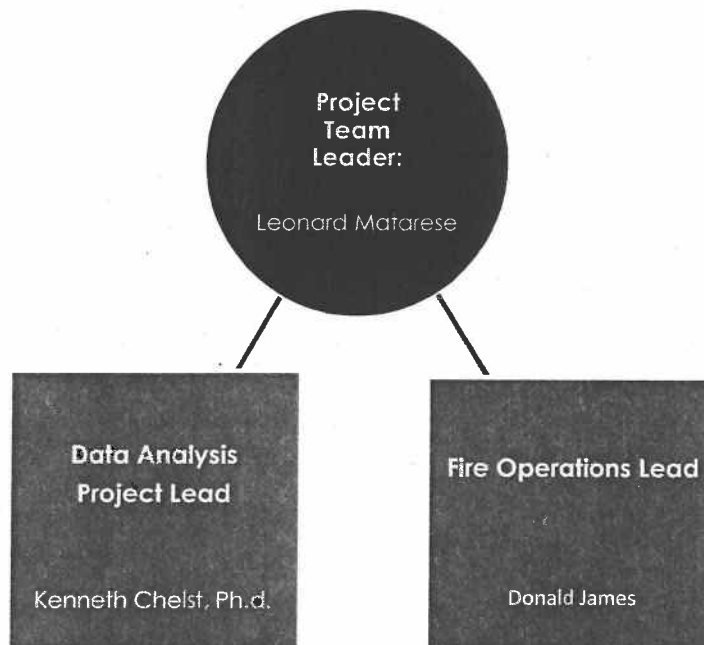 Project
Team
Leader:
Leonard Matarese
Data Analysis
Project Lead
Kenneth Chelst, Ph.d.
Fire Operations Lead
Donald James